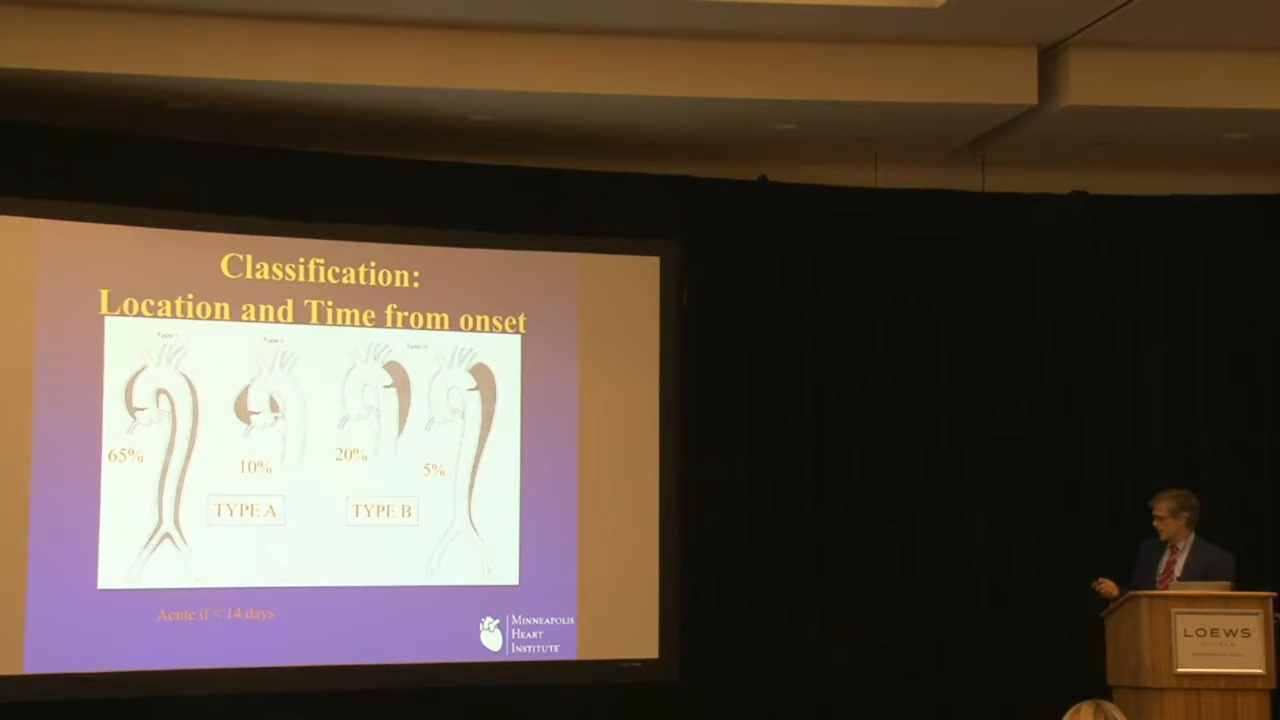 Classification:
Location and Time from onset
65%
10%
20%
5%
TYPE A
TYPE B
Acute if < 14 days
MINNEAPOLIS
HEART
INSTITUTE
LOEWS
HOTELS